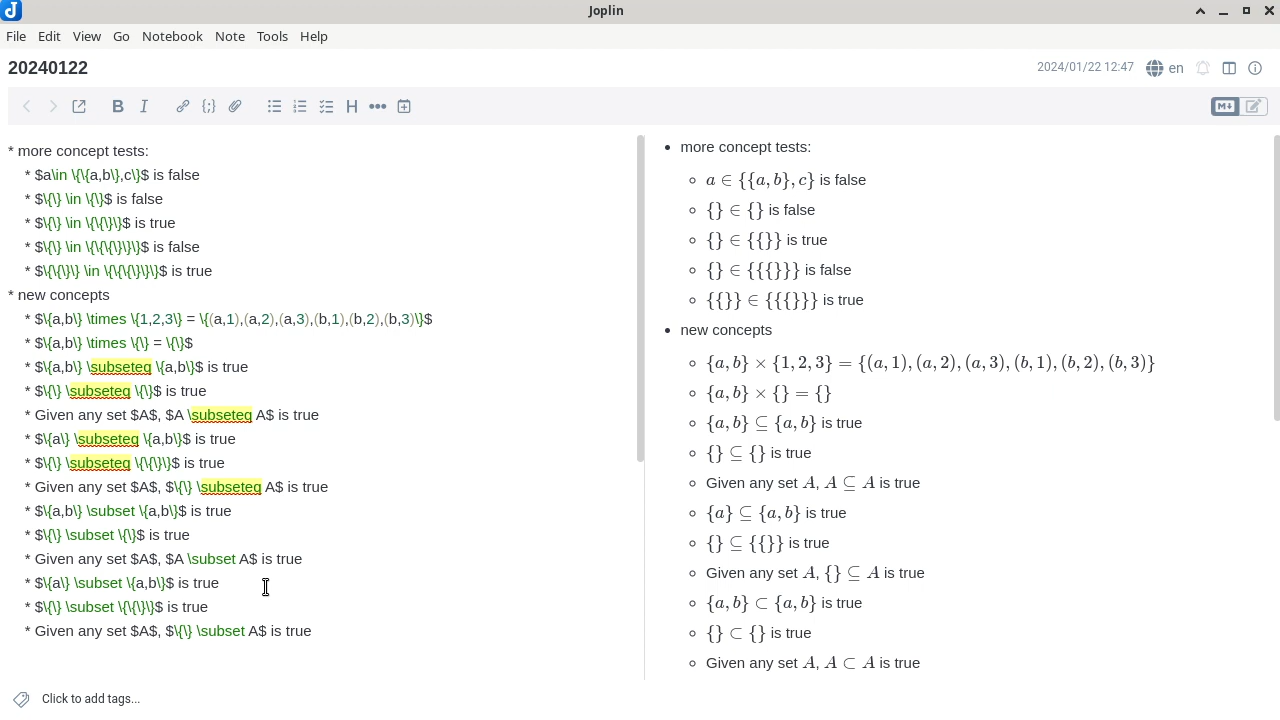 Joplin
File Edit View Go Notebook Note Tools Help
20240122
2024/01/22 12:47 en
B I {;} H ••• M↓
* more concept tests:
* $a\in \{\{a,b\},c\}$ is false
* $\{\} \in \{\}$ is false
* $\{\} \in \{\{\}\}$ is true
* $\{\} \in \{\{\{\}\}\}$ is false
* $\{\{\}\} \in \{\{\{\}\}\}$ is true
* new concepts
* $\{a,b\} \times \{1,2,3\} = \{(a,1),(a,2),(a,3),(b,1),(b,2),(b,3)\}$
* $\{a,b\} \times \{\} = \{\}$
* $\{a,b\} \subseteq \{a,b\}$ is true
* $\{\} \subseteq \{\}$ is true
* Given any set $A$, $A \subseteq A$ is true
* $\{a\} \subseteq \{a,b\}$ is true
* $\{\} \subseteq \{\{\}\}$ is true
* Given any set $A$, $\{\} \subseteq A$ is true
* $\{a,b\} \subset \{a,b\}$ is true
* $\{\} \subset \{\}$ is true
* Given any set $A$, $A \subset A$ is true
* $\{a\} \subset \{a,b\}$ is true
* $\{\} \subset \{\{\}\}$ is true
* Given any set $A$, $\{\} \subset A$ is true
• more concept tests:
◦ a ∈ {{a, b}, c} is false
◦ {} ∈ {} is false
◦ {} ∈ {{}} is true
◦ {} ∈ {{{}}} is false
◦ {{}} ∈ {{{}}} is true
• new concepts
◦ {a, b} × {1, 2, 3} = {(a, 1), (a, 2), (a, 3), (b, 1), (b, 2), (b, 3)}
◦ {a, b} × {} = {}
◦ {a, b} ⊆ {a, b} is true
◦ {} ⊆ {} is true
◦ Given any set A, A ⊆ A is true
◦ {a} ⊆ {a, b} is true
◦ {} ⊆ {{}} is true
◦ Given any set A, {} ⊆ A is true
◦ {a, b} ⊂ {a, b} is true
◦ {} ⊂ {} is true
◦ Given any set A, A ⊂ A is true
Click to add tags...